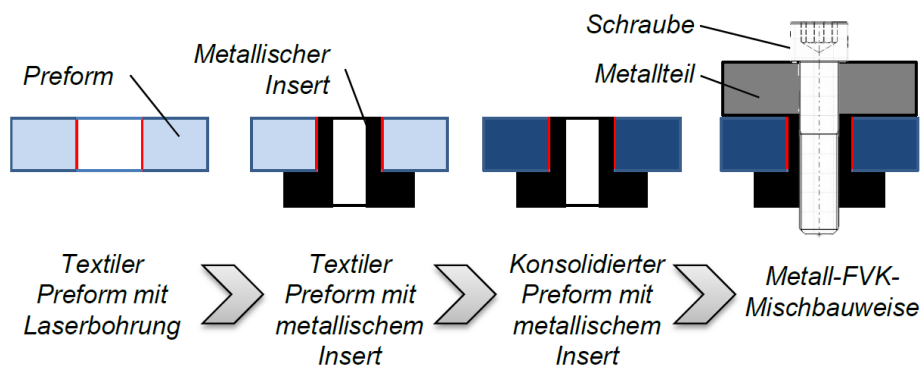 Schraube
Metallischer
Insert
Preform
Metallteil
Textiler
Preform mit
Laserbohrung
Textiler
Preform mit
metallischem
Insert
Konsolidierter
Preform mit
metallischem
Insert
Metall-FVK-
Mischbauweise